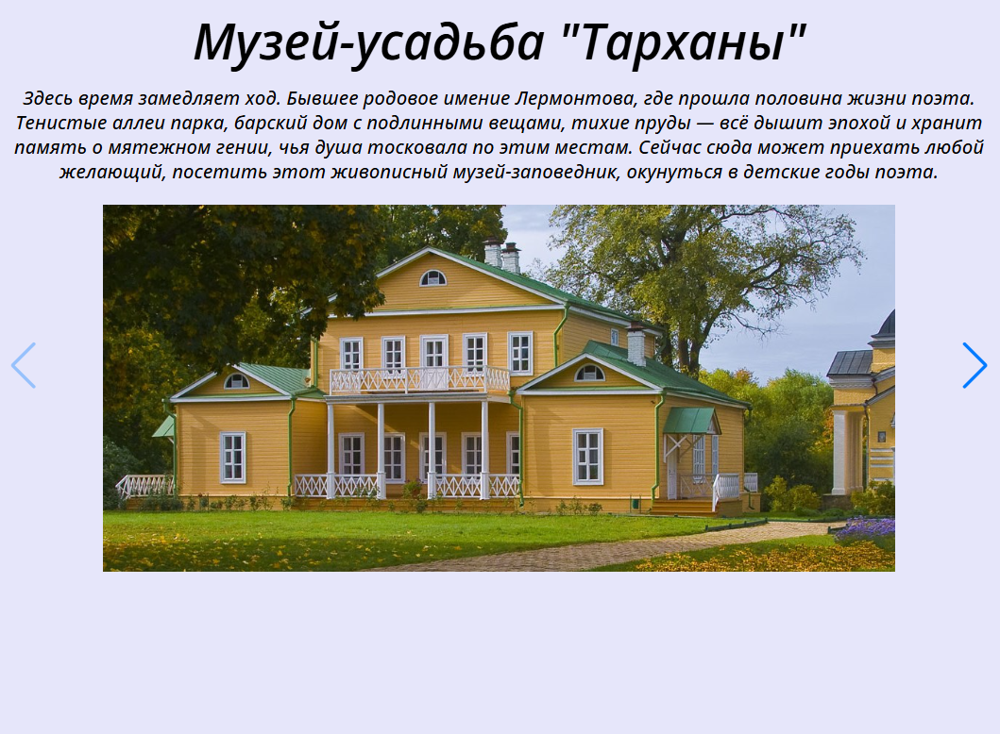 Музей-усадьба "Тарханы"
Здесь время замедляет ход. Бывшее родовое имение Лермонтова, где прошла половина жизни поэта.
Тенистые аллеи парка, барский дом с подлинными вещами, тихие пруды — всё дышит эпохой и хранит
память о мятежном гении, чья душа тосковала по этим местам. Сейчас сюда может приехать любой
желающий, посетить этот живописный музей-заповедник, окунуться в детские годы поэта.